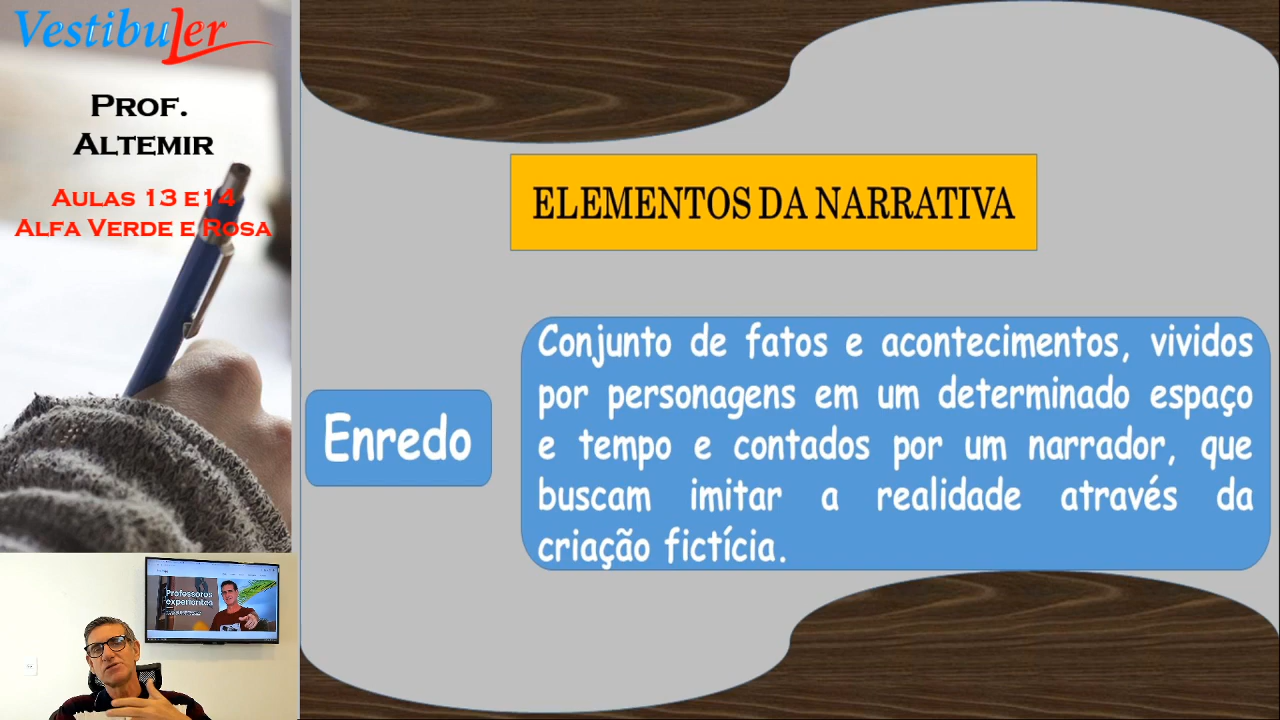 VestibuLer
PROF.
ALTEMIR
AULAS 13 E 14
ALFA VERDE E ROSA
ELEMENTOS DA NARRATIVA
Enredo
Conjunto de fatos e acontecimentos, vividos
por personagens em um determinado espaço
e tempo e contados por um narrador, que
buscam imitar a realidade através da
criação fictícia.
Professores
experientes